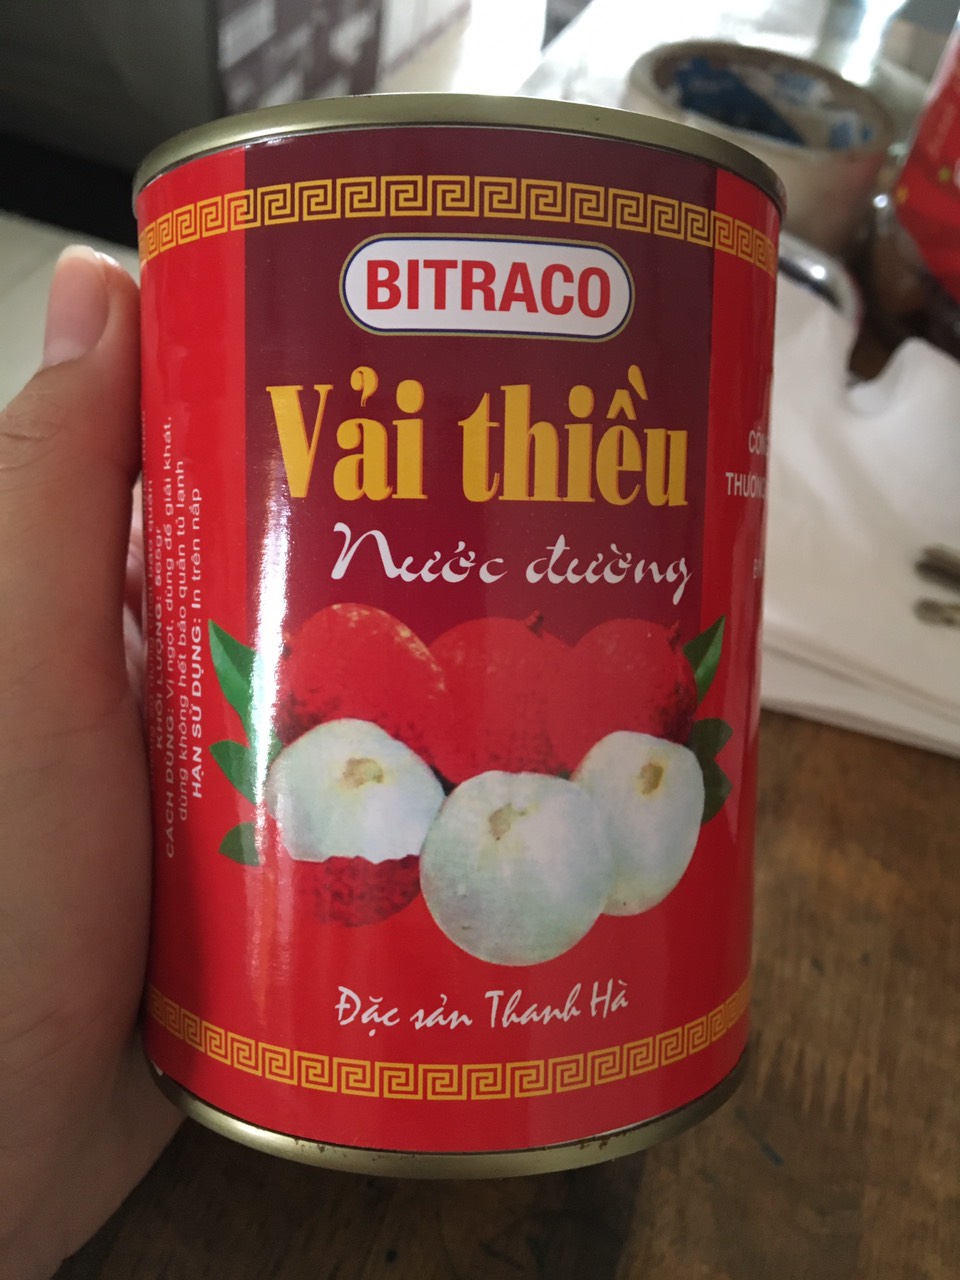 BITRACO
Vải thiều
Nước đường
Đặc sản Thanh Hà
KHỐI LƯỢNG: 565gr
CÁCH DÙNG: Vị ngọt, dùng để giải khát,
dùng không hết bảo quản tủ lạnh
HẠN SỬ DỤNG: In trên nắp